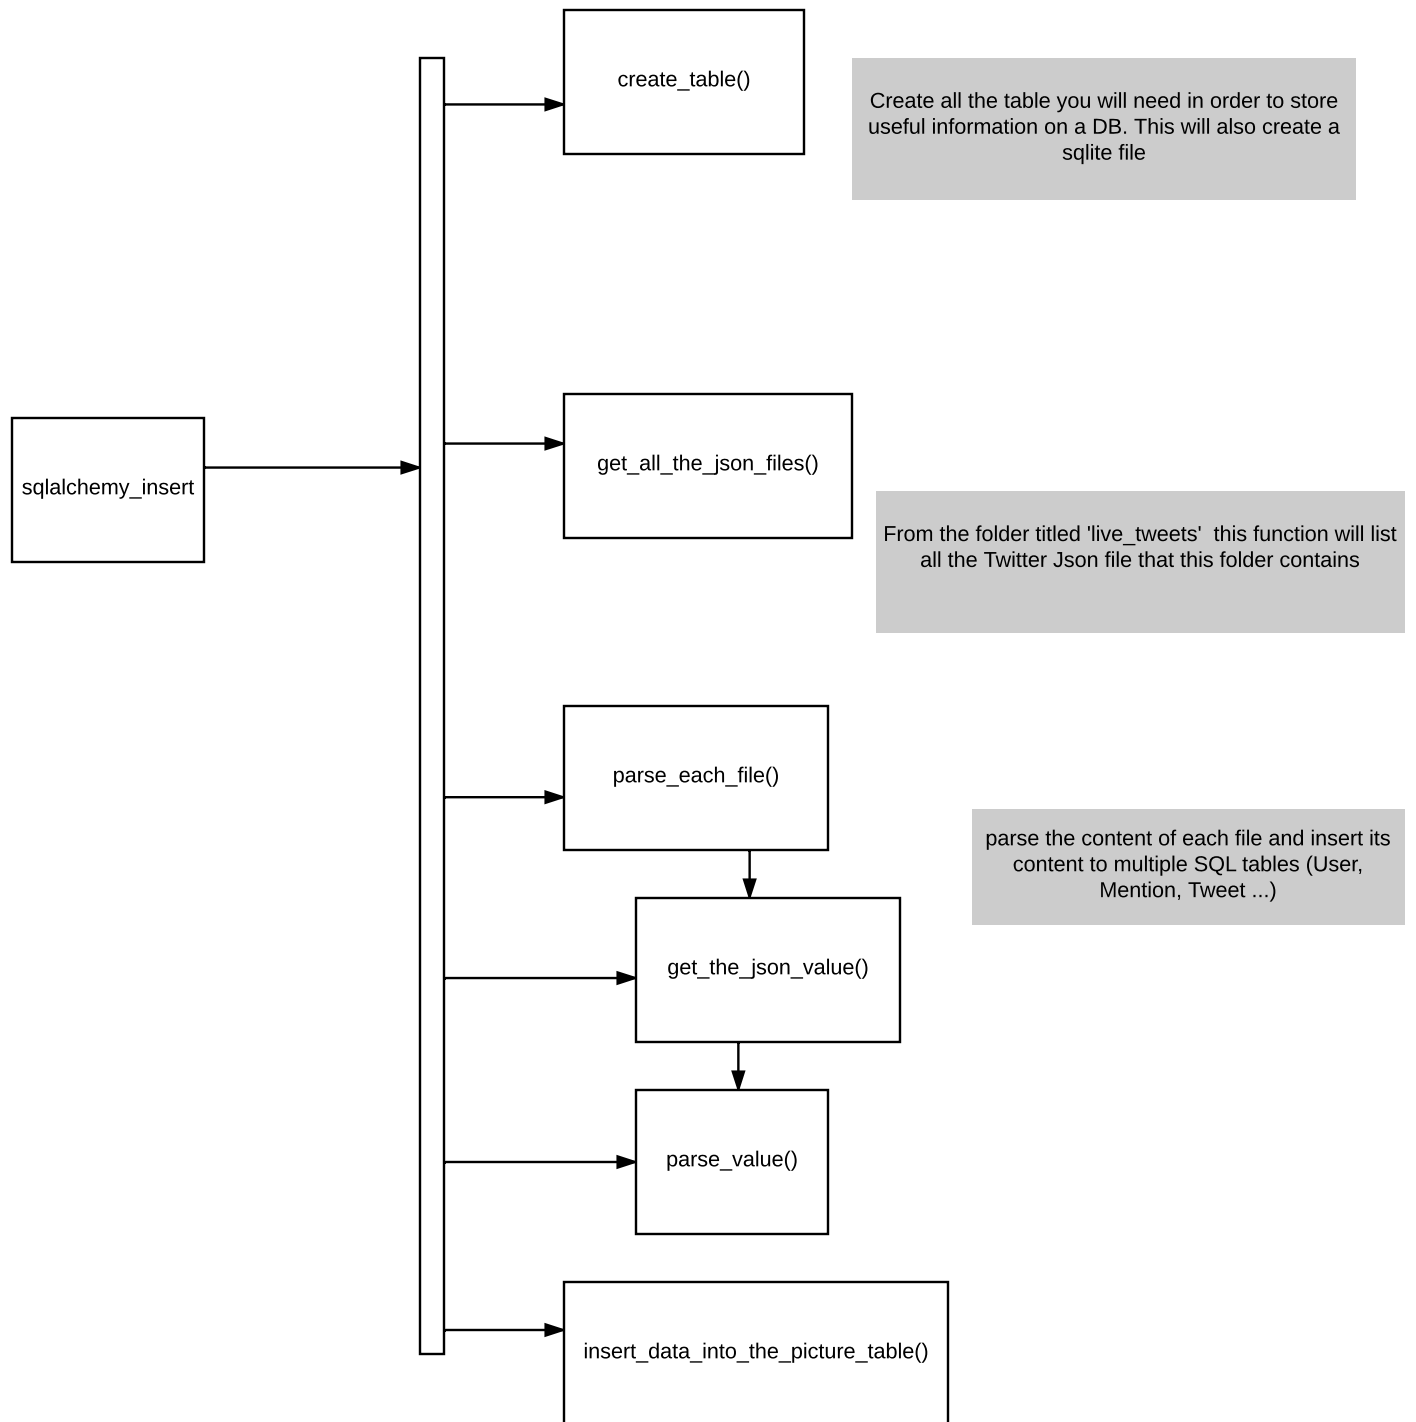 create_table()
Create all the table you will need in order to store
useful information on a DB. This will also create a
sqlite file
get_all_the_json_files()
sqlalchemy_insert
From the folder titled 'live_tweets'  this function will list
all the Twitter Json file that this folder contains
parse_each_file()
parse the content of each file and insert its
content to multiple SQL tables (User,
Mention, Tweet ...)
get_the_json_value()
parse_value()
insert_data_into_the_picture_table()